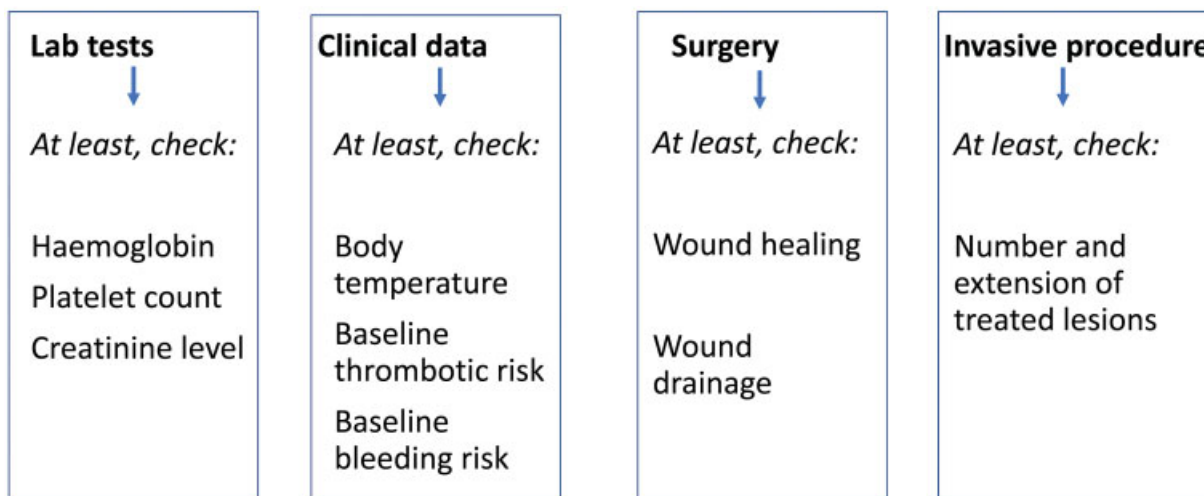 Lab tests
At least, check:
Haemoglobin
Platelet count
Creatinine level
Clinical data
At least, check:
Body
temperature
Baseline
thrombotic risk
Baseline
bleeding risk
Surgery
At least, check:
Wound healing
Wound
drainage
Invasive procedure
At least, check:
Number and
extension of
treated lesions